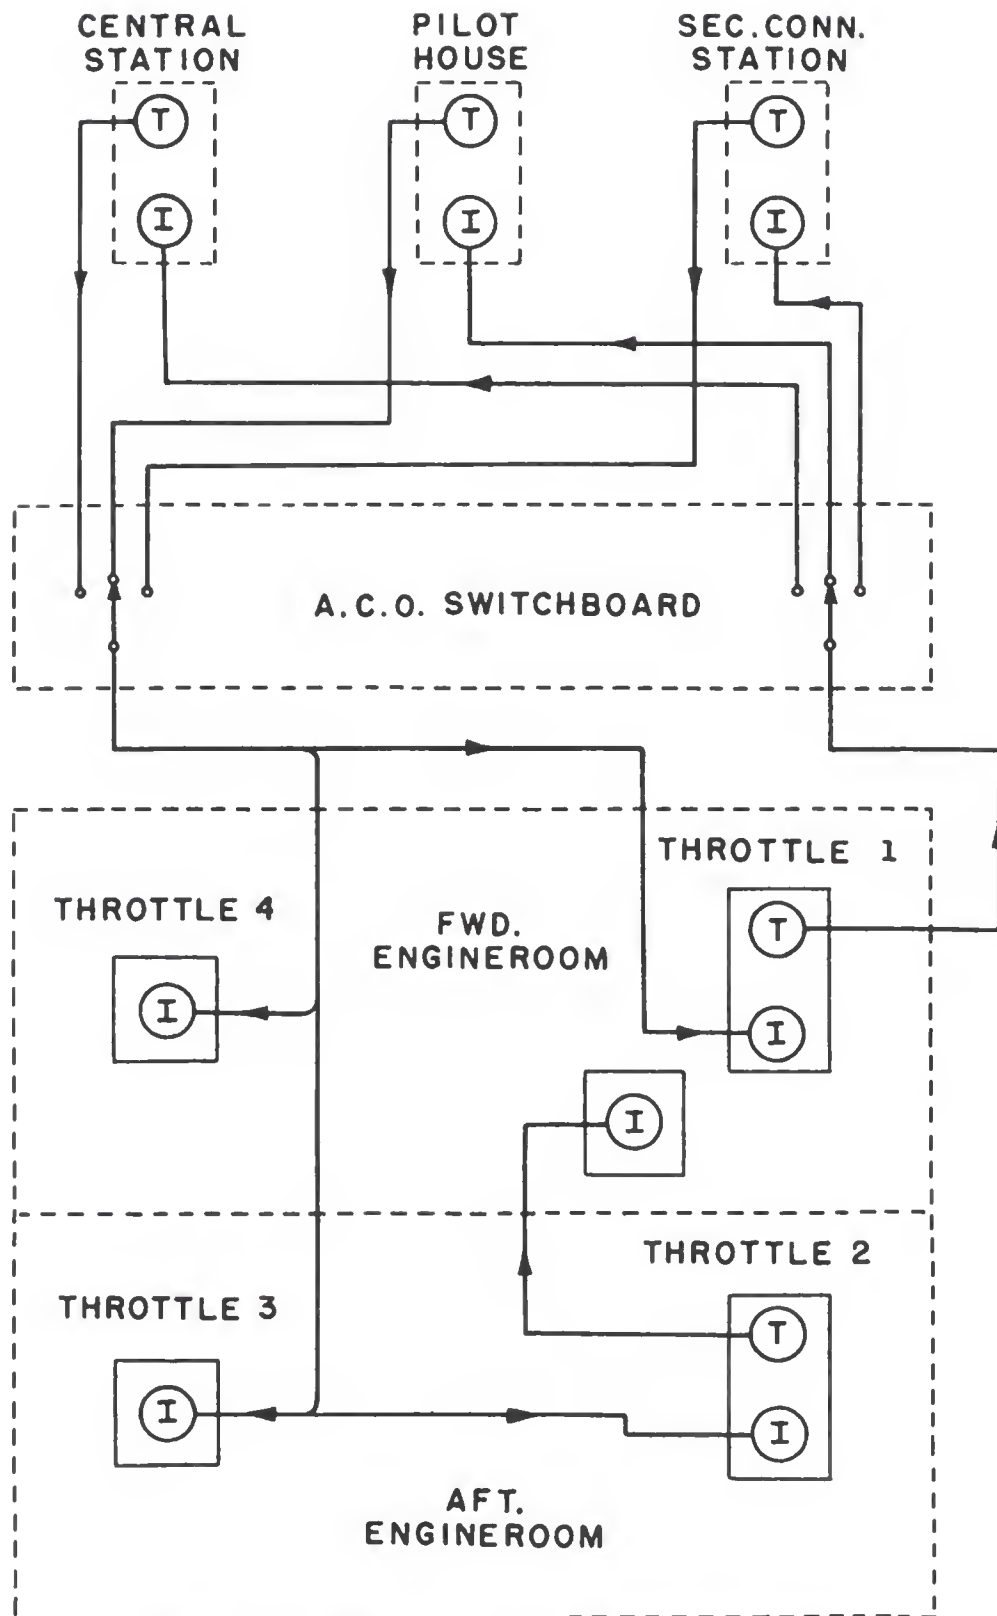 CENTRAL
STATION
PILOT
HOUSE
SEC.CONN.
STATION
T
T
T
I
I
I
A.C.O. SWITCHBOARD
THROTTLE 1
THROTTLE 4
FWD.
ENGINEROOM
T
I
I
I
THROTTLE 2
THROTTLE 3
T
I
I
AFT.
ENGINEROOM